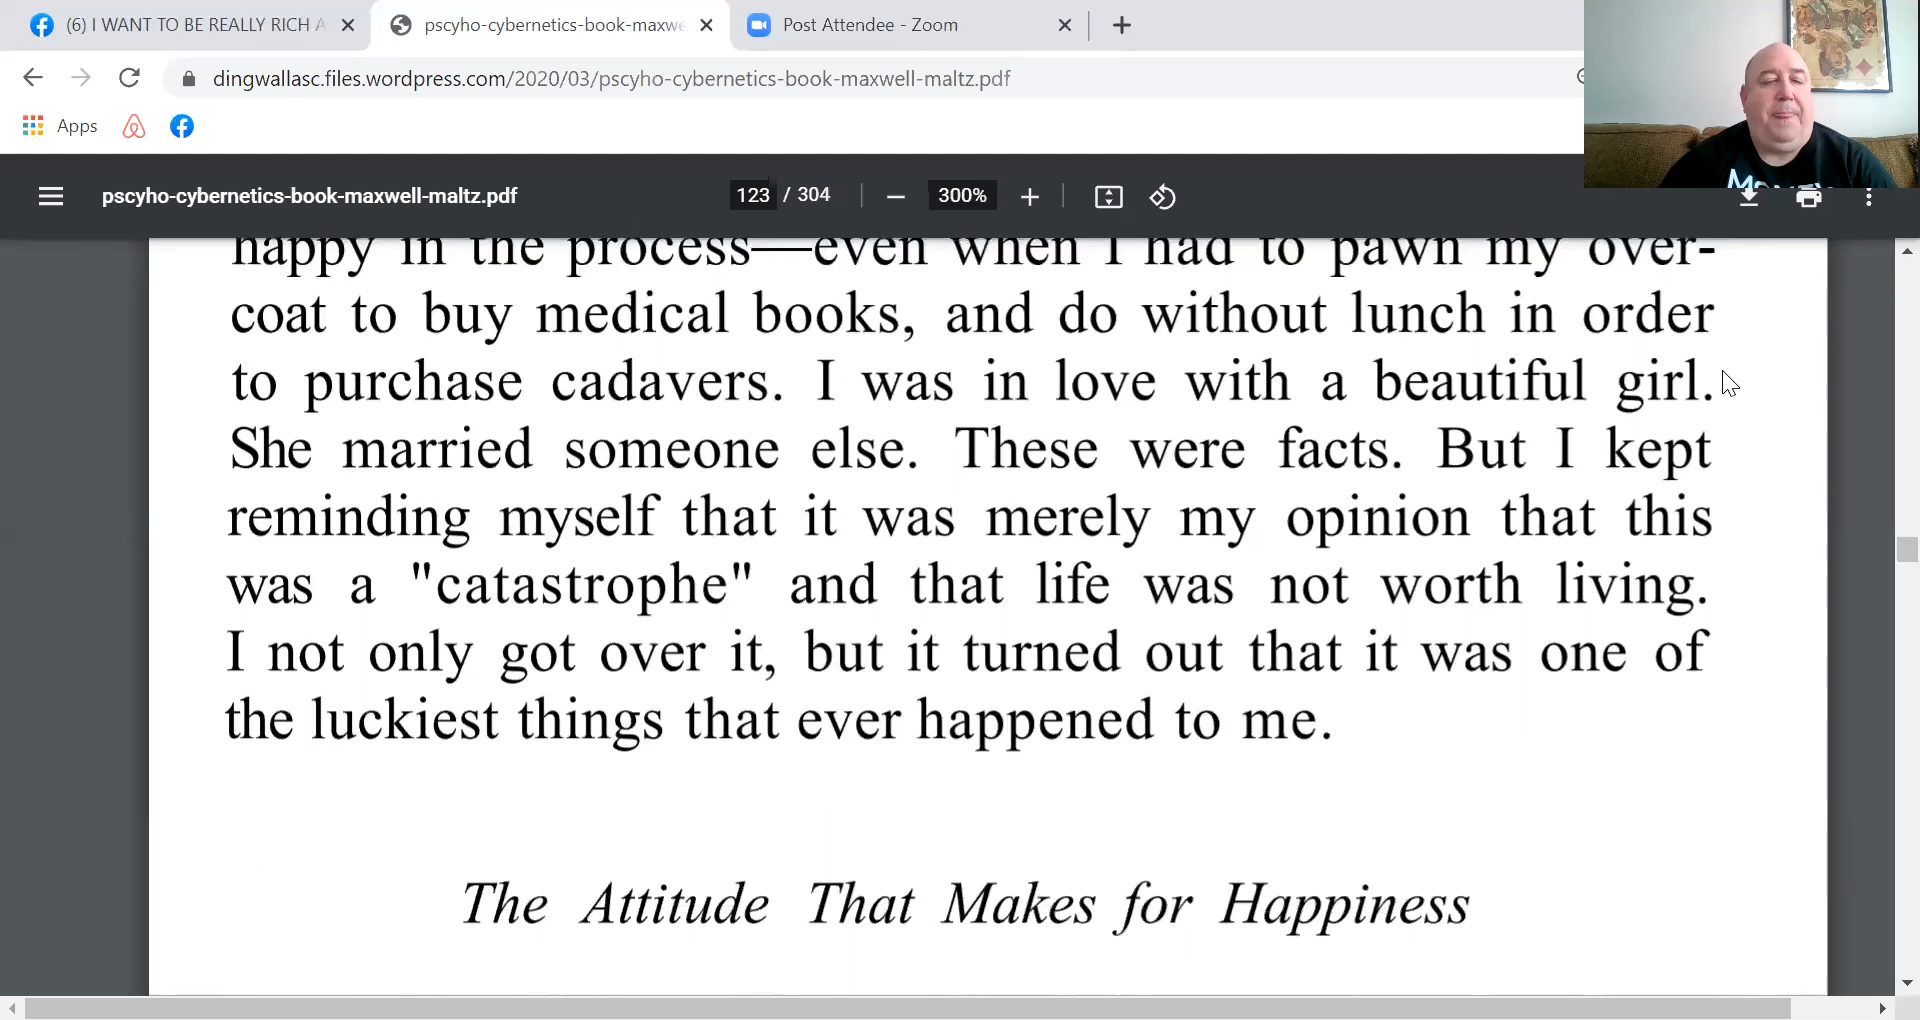 (6) I WANT TO BE REALLY RICH A
pscyho-cybernetics-book-maxwe
Post Attendee - Zoom
dingwallasc.files.wordpress.com/2020/03/pscyho-cybernetics-book-maxwell-maltz.pdf
Apps
pscyho-cybernetics-book-maxwell-maltz.pdf
123 / 304
300%
happy in the process—even when I had to pawn my over-
coat to buy medical books, and do without lunch in order
to purchase cadavers. I was in love with a beautiful girl.
She married someone else. These were facts. But I kept
reminding myself that it was merely my opinion that this
was a "catastrophe" and that life was not worth living.
I not only got over it, but it turned out that it was one of
the luckiest things that ever happened to me.
The Attitude That Makes for Happiness